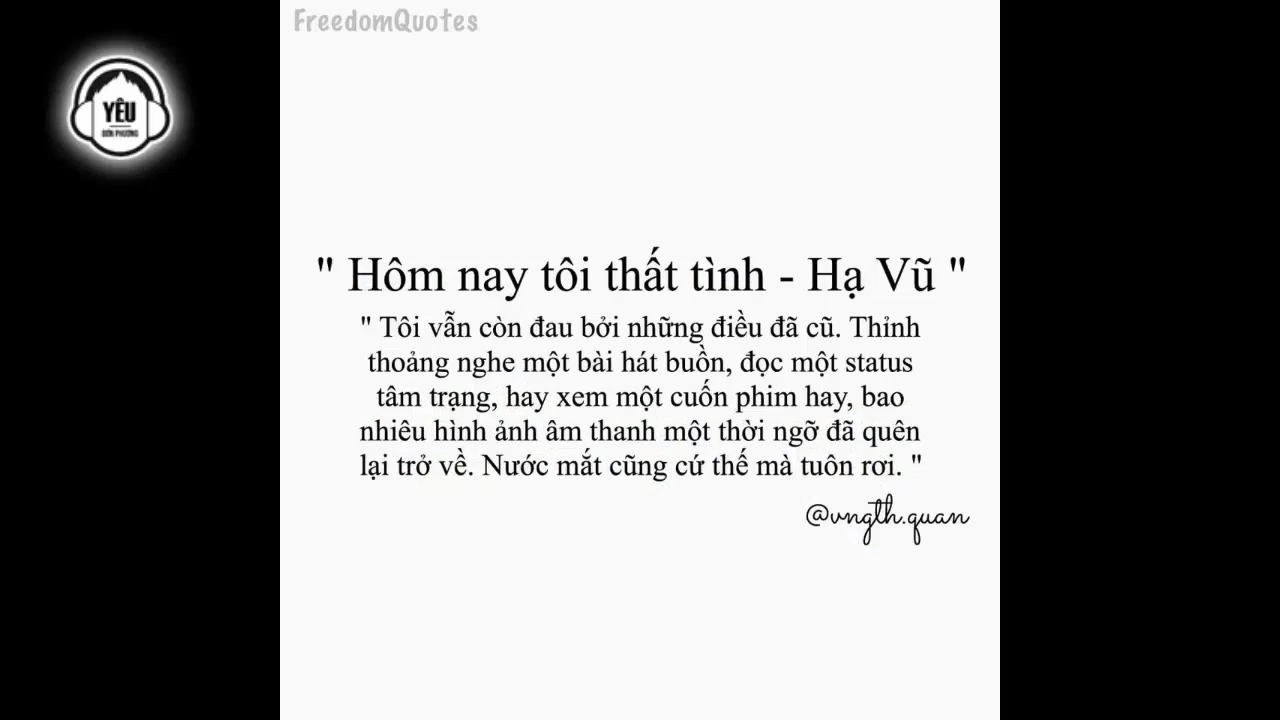 FreedomQuotes
YÊU
ĐƠN PHƯƠNG
" Hôm nay tôi thất tình - Hạ Vũ "
" Tôi vẫn còn đau bởi những điều đã cũ. Thỉnh
thoảng nghe một bài hát buồn, đọc một status
tâm trạng, hay xem một cuốn phim hay, bao
nhiêu hình ảnh âm thanh một thời ngỡ đã quên
lại trở về. Nước mắt cũng cứ thế mà tuôn rơi. "
@vngth.quan